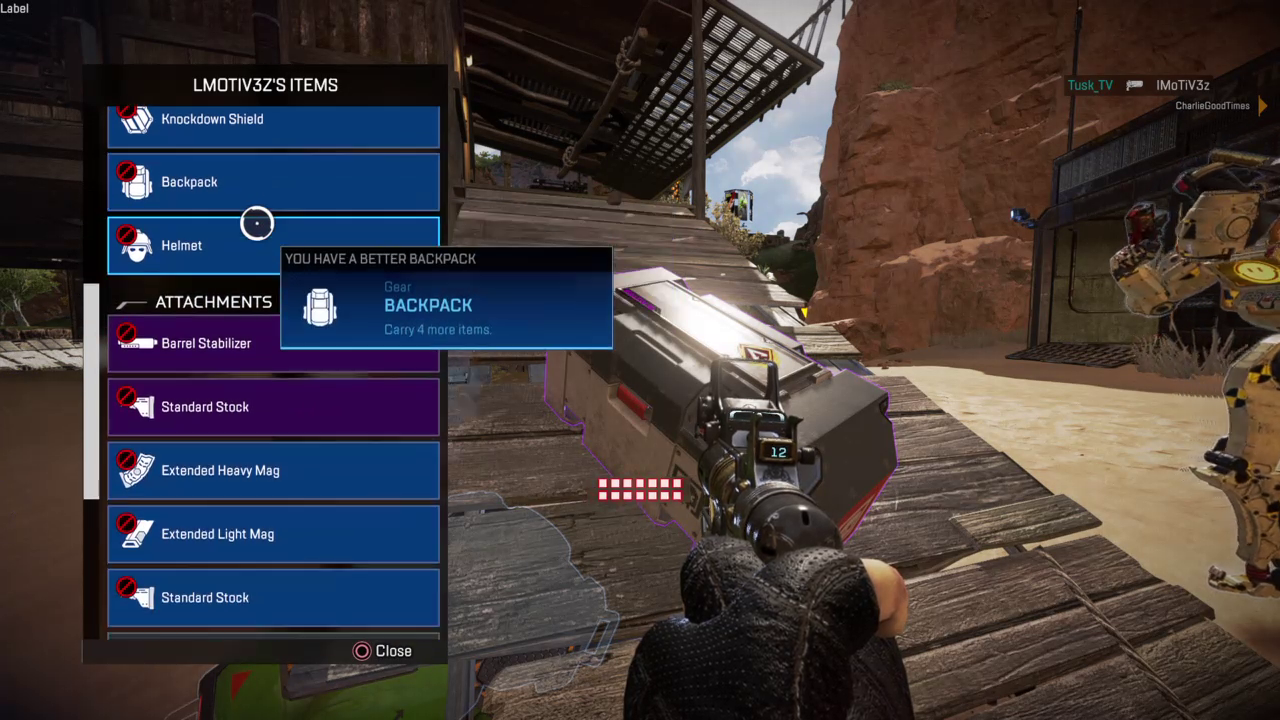 Label
LMOTIV3Z'S ITEMS
Knockdown Shield
Backpack
Helmet
YOU HAVE A BETTER BACKPACK
Gear
BACKPACK
Carry 4 more items.
ATTACHMENTS
Barrel Stabilizer
Standard Stock
Extended Heavy Mag
Extended Light Mag
Standard Stock
Close
Tusk_TV lMoTiV3z
CharlieGoodTimes
12